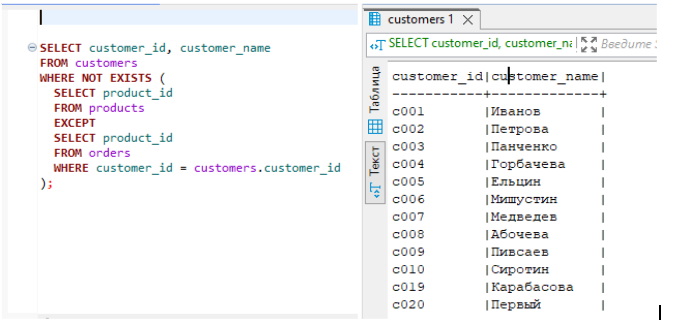 SELECT customer_id, customer_name
FROM customers
WHERE NOT EXISTS (
SELECT product_id
FROM products
EXCEPT
SELECT product_id
FROM orders
WHERE customer_id = customers.customer_id
);
customers 1
SELECT customer_id, customer_na
Введите
Таблица
Текст
customer_id|customer_name|
-----------+-------------+
c001       |Иванов       |
c002       |Петрова      |
c003       |Панченко     |
c004       |Горбачева    |
c005       |Ельцин       |
c006       |Мишустин     |
c007       |Медведев     |
c008       |Абочева      |
c009       |Пивсаев      |
c010       |Сиротин      |
c019       |Карабасова   |
c020       |Первый       |